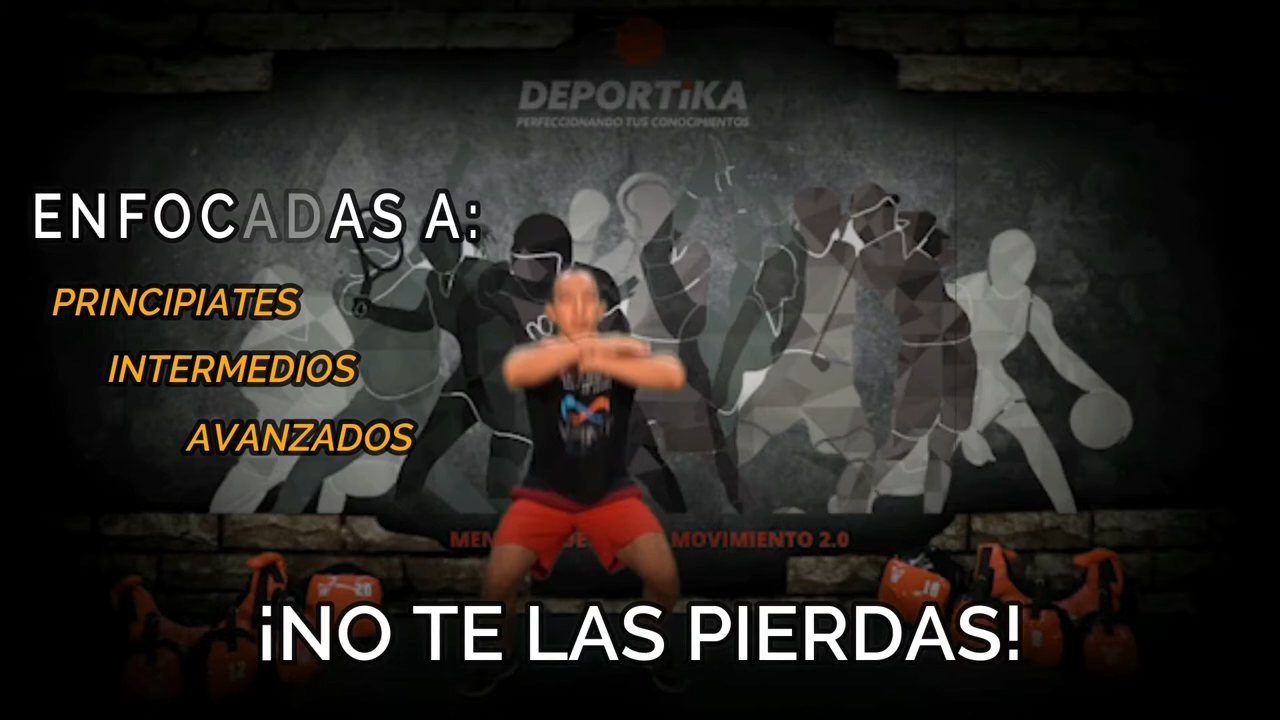 DEPORTiKA
PERFECCIONANDO TUS CONOCIMIENTOS
ENFOCADAS A:
PRINCIPIATES
INTERMEDIOS
AVANZADOS
MOVIMIENTO 2.0
¡NO TE LAS PIERDAS!